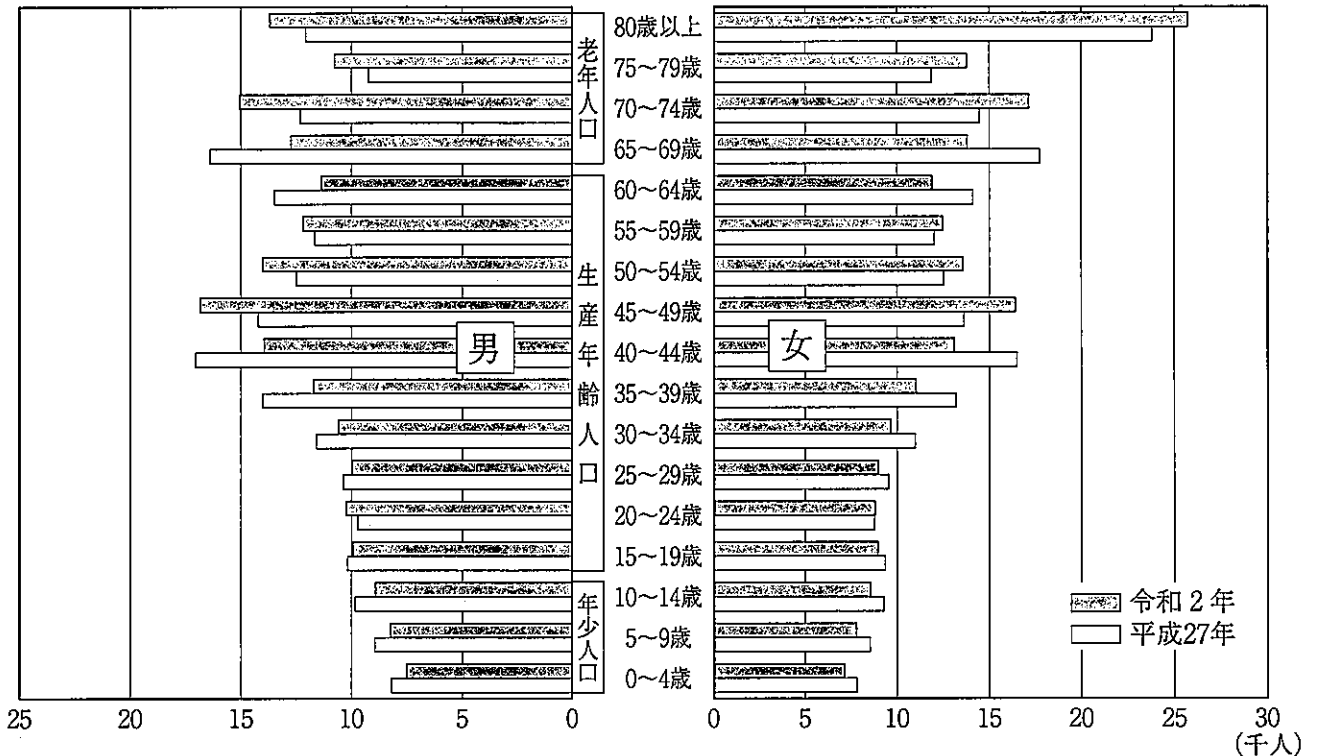 80歳以上
75～79歳
70～74歳
65～69歳
60～64歳
55～59歳
50～54歳
45～49歳
40～44歳
35～39歳
30～34歳
25～29歳
20～24歳
15～19歳
10～14歳
5～9歳
0～4歳
老年人口
生産年齢人口
年少人口
男
女
令和2年
平成27年
25 20 15 10 5 0
0 5 10 15 20 25 30
(千人)